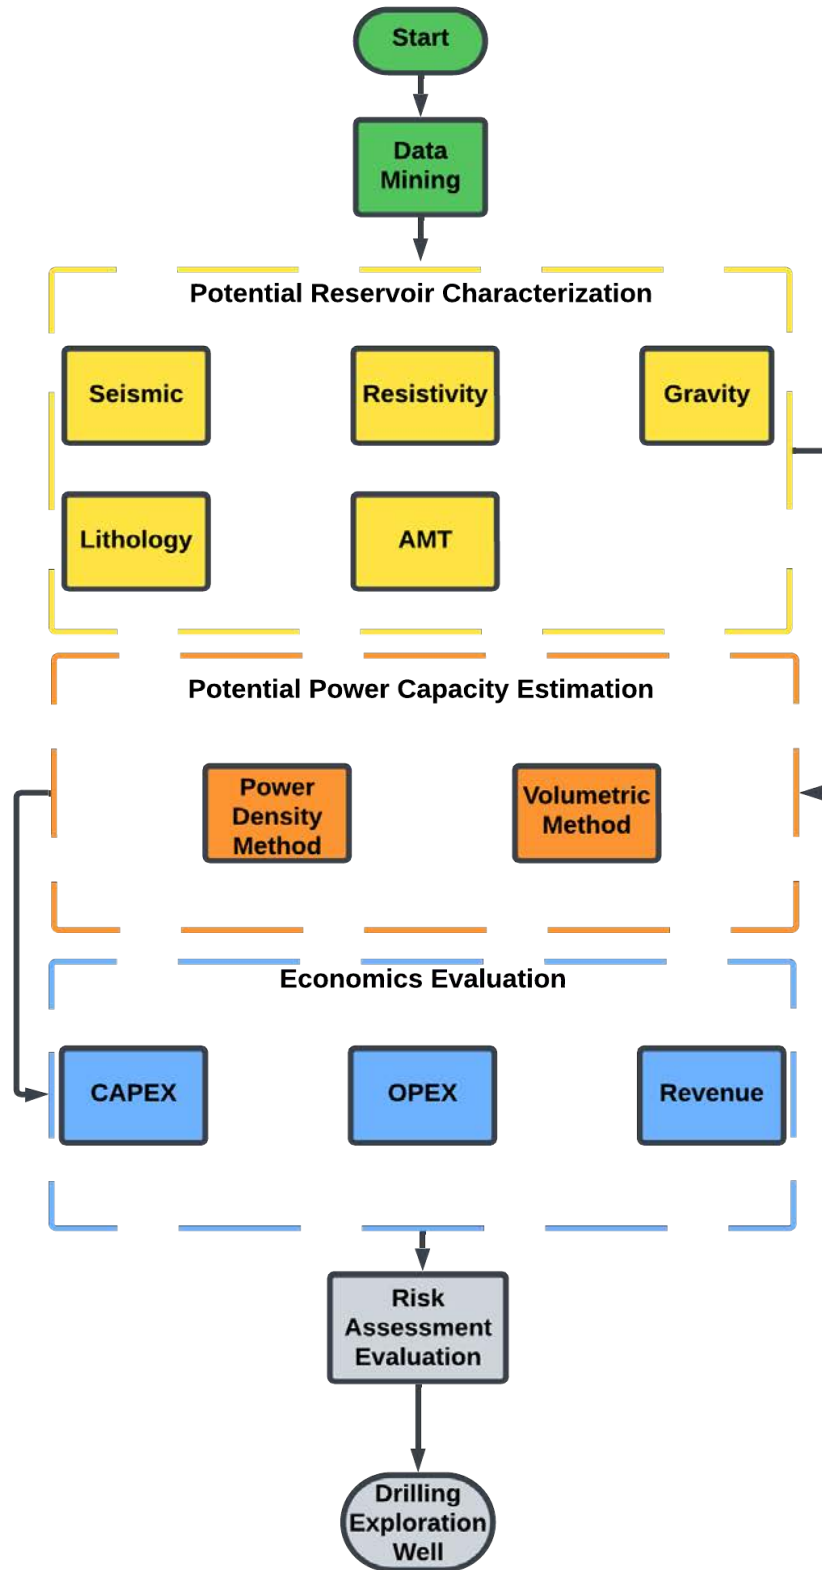 Start
Data
Mining
Potential Reservoir Characterization
Seismic
Resistivity
Gravity
Lithology
AMT
Potential Power Capacity Estimation
Power
Density
Method
Volumetric
Method
Economics Evaluation
CAPEX
OPEX
Revenue
Risk
Assessment
Evaluation
Drilling
Exploration
Well